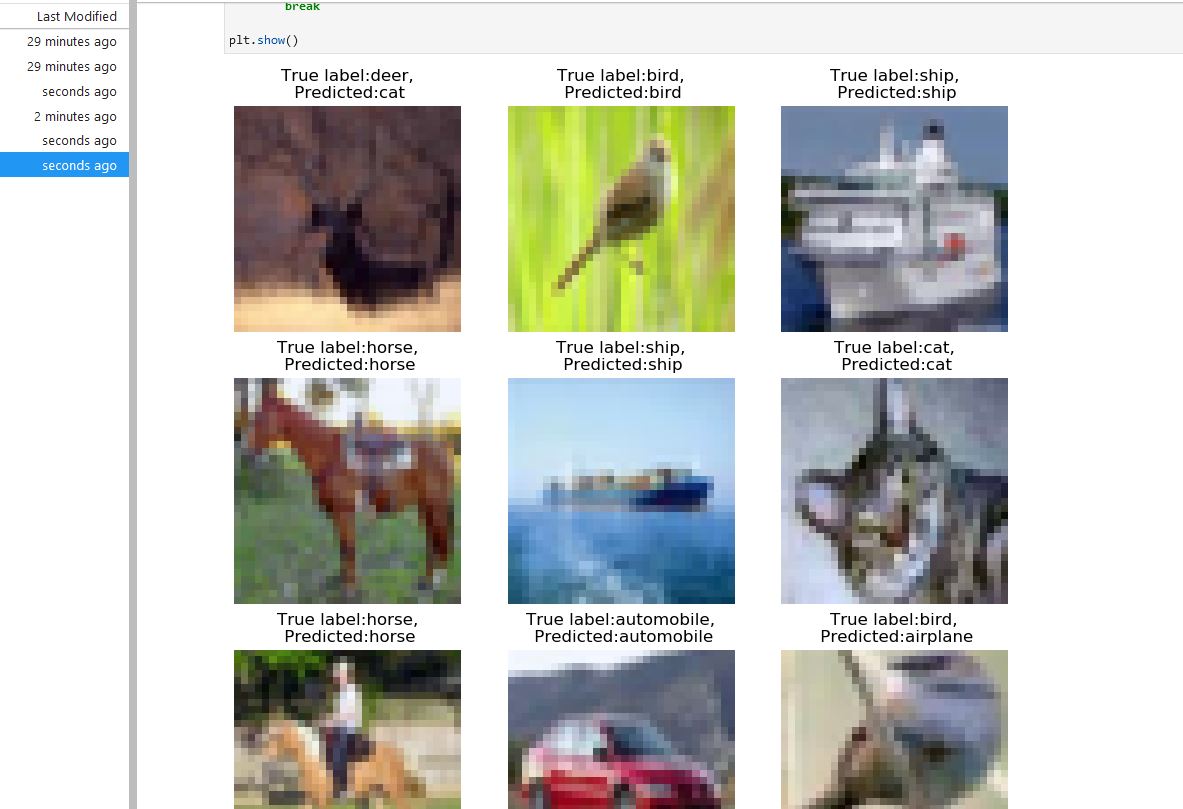 Last Modified
29 minutes ago
29 minutes ago
seconds ago
2 minutes ago
seconds ago
seconds ago
break
plt.show()
True label:deer,
Predicted:cat
True label:bird,
Predicted:bird
True label:ship,
Predicted:ship
True label:horse,
Predicted:horse
True label:ship,
Predicted:ship
True label:cat,
Predicted:cat
True label:horse,
Predicted:horse
True label:automobile,
Predicted:automobile
True label:bird,
Predicted:airplane